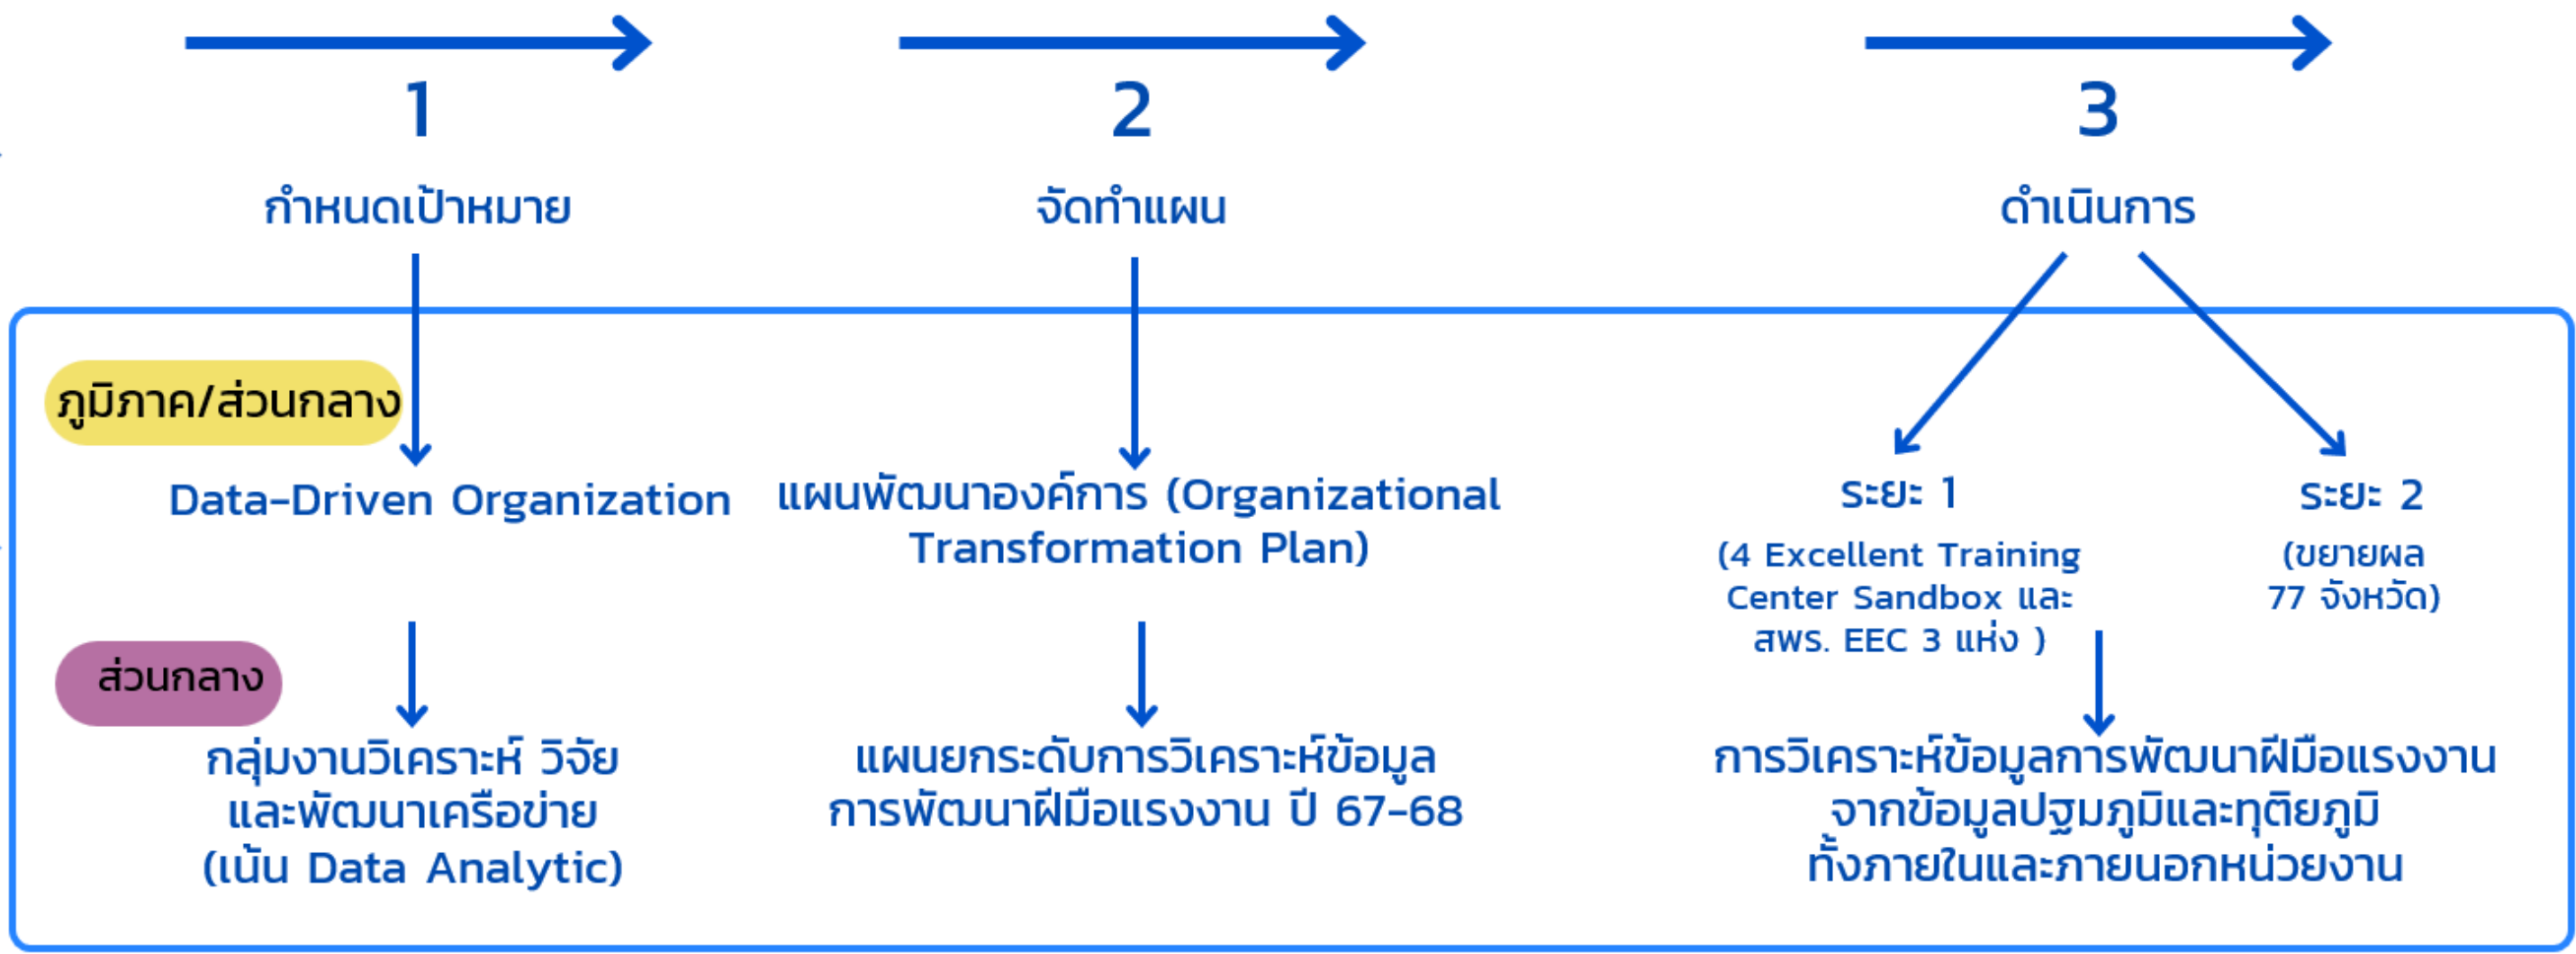 1
2
3
กำหนดเป้าหมาย
จัดทำแผน
ดำเนินการ
ภูมิภาค/ส่วนกลาง
Data-Driven Organization
แผนพัฒนาองค์การ (Organizational
Transformation Plan)
ระยะ 1
(4 Excellent Training
Center Sandbox และ
สพร. EEC 3 แห่ง )
ระยะ 2
(ขยายผล
77 จังหวัด)
ส่วนกลาง
กลุ่มงานวิเคราะห์ วิจัย
และพัฒนาเครือข่าย
(เน้น Data Analytic)
แผนยกระดับการวิเคราะห์ข้อมูล
การพัฒนาฝีมือแรงงาน ปี 67-68
การวิเคราะห์ข้อมูลการพัฒนาฝีมือแรงงาน
จากข้อมูลปฐมภูมิและทุติยภูมิ
ทั้งภายในและภายนอกหน่วยงาน